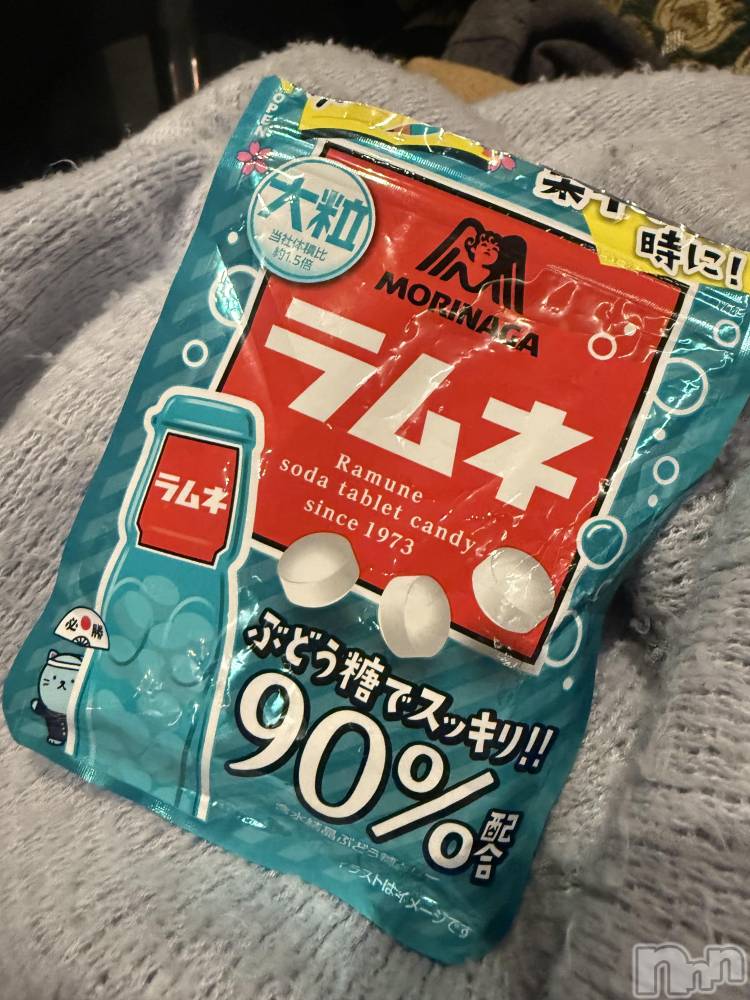 OPEN
時に!
大粒
当社体積比
約1.5倍
MORINAGA
ラムネ
Ramune
soda tablet candy
since 1973
ラムネ
必勝
ぶどう糖でスッキリ!!
90%
配合
イラストはイメージです
nnn